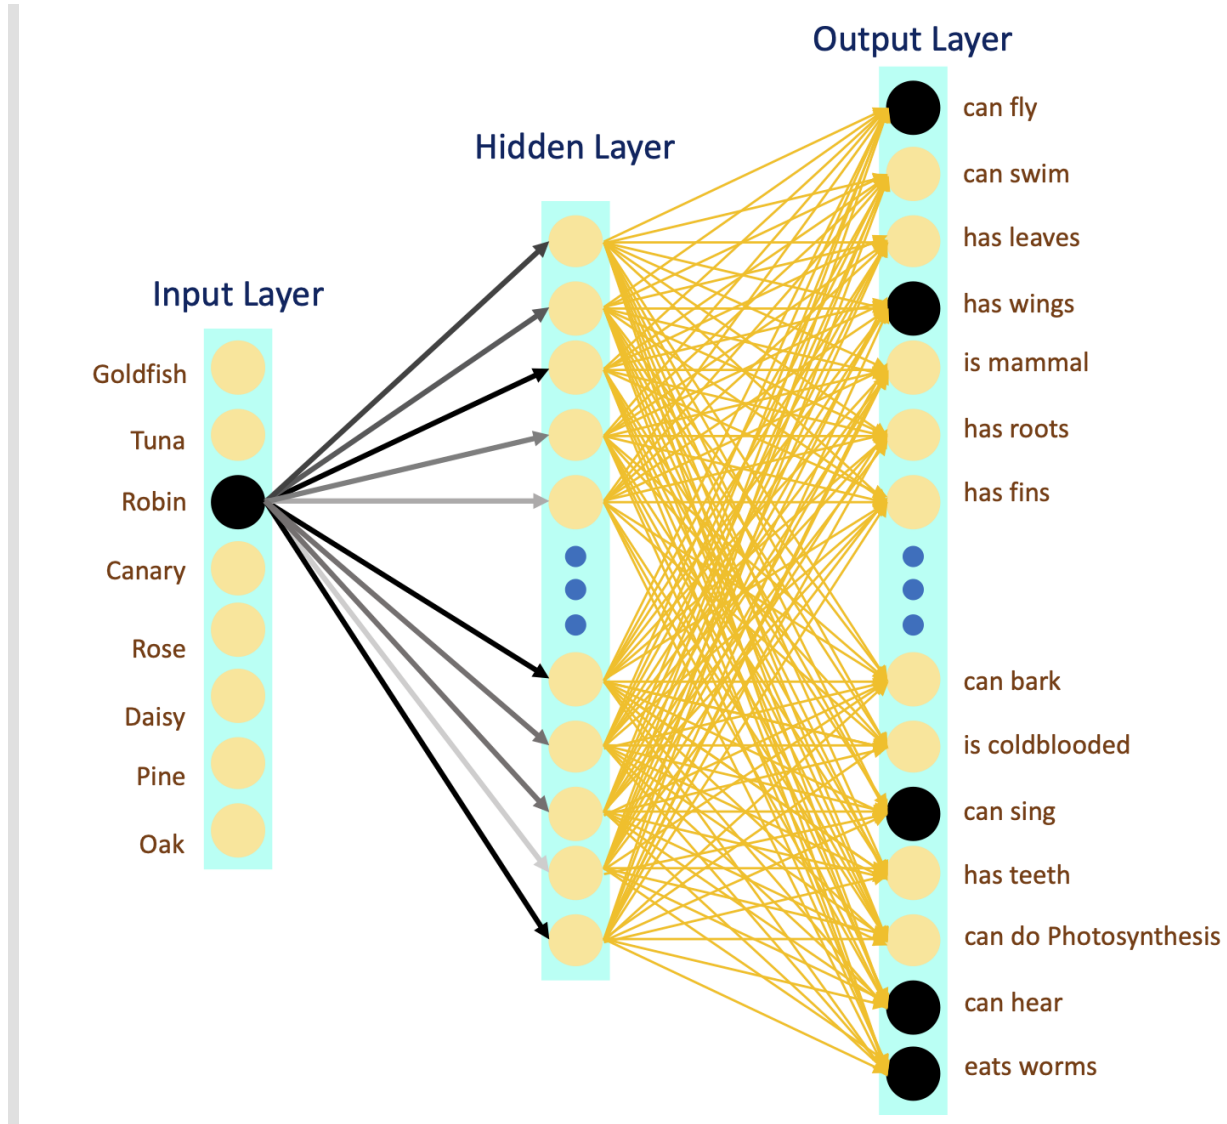 Output Layer
Hidden Layer
Input Layer
Goldfish
Tuna
Robin
Canary
Rose
Daisy
Pine
Oak
can fly
can swim
has leaves
has wings
is mammal
has roots
has fins
can bark
is coldblooded
can sing
has teeth
can do Photosynthesis
can hear
eats worms